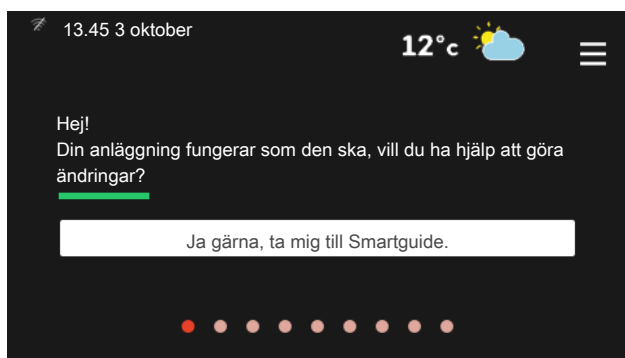 13.45 3 oktober
12°c
Hej!
Din anläggning fungerar som den ska, vill du ha hjälp att göra
ändringar?
Ja gärna, ta mig till Smartguide.